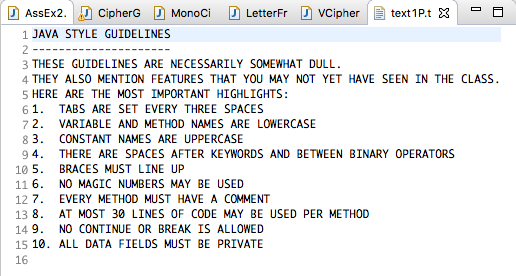 AssEx2. CipherG MonoCi LetterFr VCipher text1P.t
1 JAVA STYLE GUIDELINES
2 ---------------------
3 THESE GUIDELINES ARE NECESSARILY SOMEWHAT DULL.
4 THEY ALSO MENTION FEATURES THAT YOU MAY NOT YET HAVE SEEN IN THE CLASS.
5 HERE ARE THE MOST IMPORTANT HIGHLIGHTS:
6 1. TABS ARE SET EVERY THREE SPACES
7 2. VARIABLE AND METHOD NAMES ARE LOWERCASE
8 3. CONSTANT NAMES ARE UPPERCASE
9 4. THERE ARE SPACES AFTER KEYWORDS AND BETWEEN BINARY OPERATORS
10 5. BRACES MUST LINE UP
11 6. NO MAGIC NUMBERS MAY BE USED
12 7. EVERY METHOD MUST HAVE A COMMENT
13 8. AT MOST 30 LINES OF CODE MAY BE USED PER METHOD
14 9. NO CONTINUE OR BREAK IS ALLOWED
15 10. ALL DATA FIELDS MUST BE PRIVATE
16